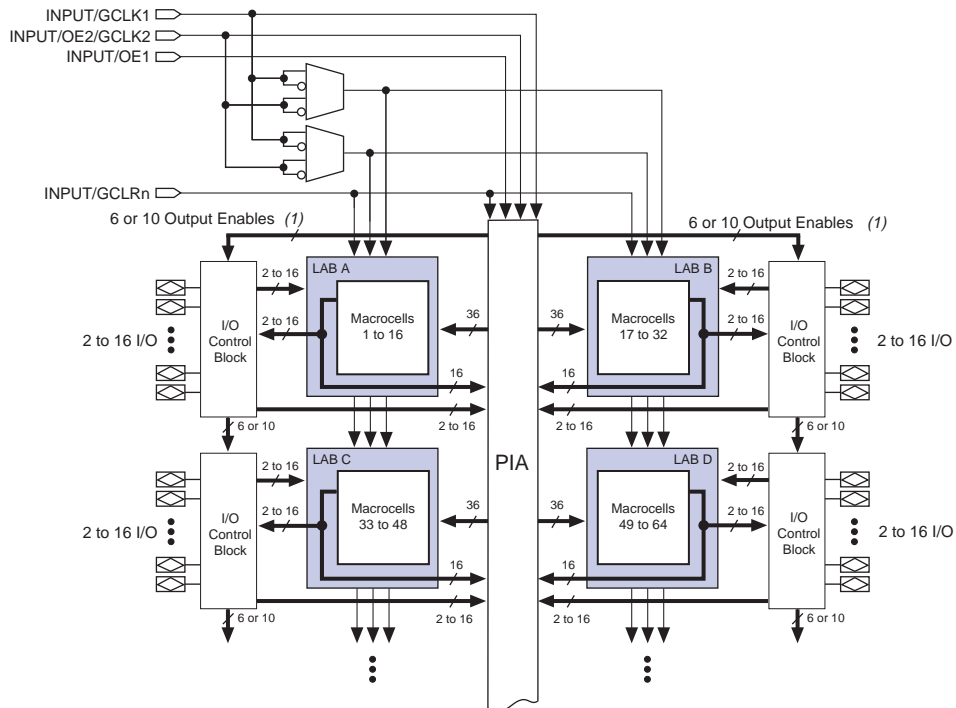 INPUT/GCLK1
INPUT/OE2/GCLK2
INPUT/OE1
INPUT/GCLRn
6 or 10 Output Enables (1)
6 or 10 Output Enables (1)
LAB A
LAB B
2 to 16
2 to 16
I/O
Control
Block
2 to 16 I/O
2 to 16
Macrocells
1 to 16
36
36
Macrocells
17 to 32
2 to 16
I/O
Control
Block
2 to 16 I/O
16
16
2 to 16
2 to 16
6 or 10
6 or 10
PIA
LAB C
LAB D
2 to 16
2 to 16
I/O
Control
Block
2 to 16 I/O
2 to 16
Macrocells
33 to 48
36
36
Macrocells
49 to 64
2 to 16
I/O
Control
Block
2 to 16 I/O
16
16
2 to 16
2 to 16
6 or 10
6 or 10